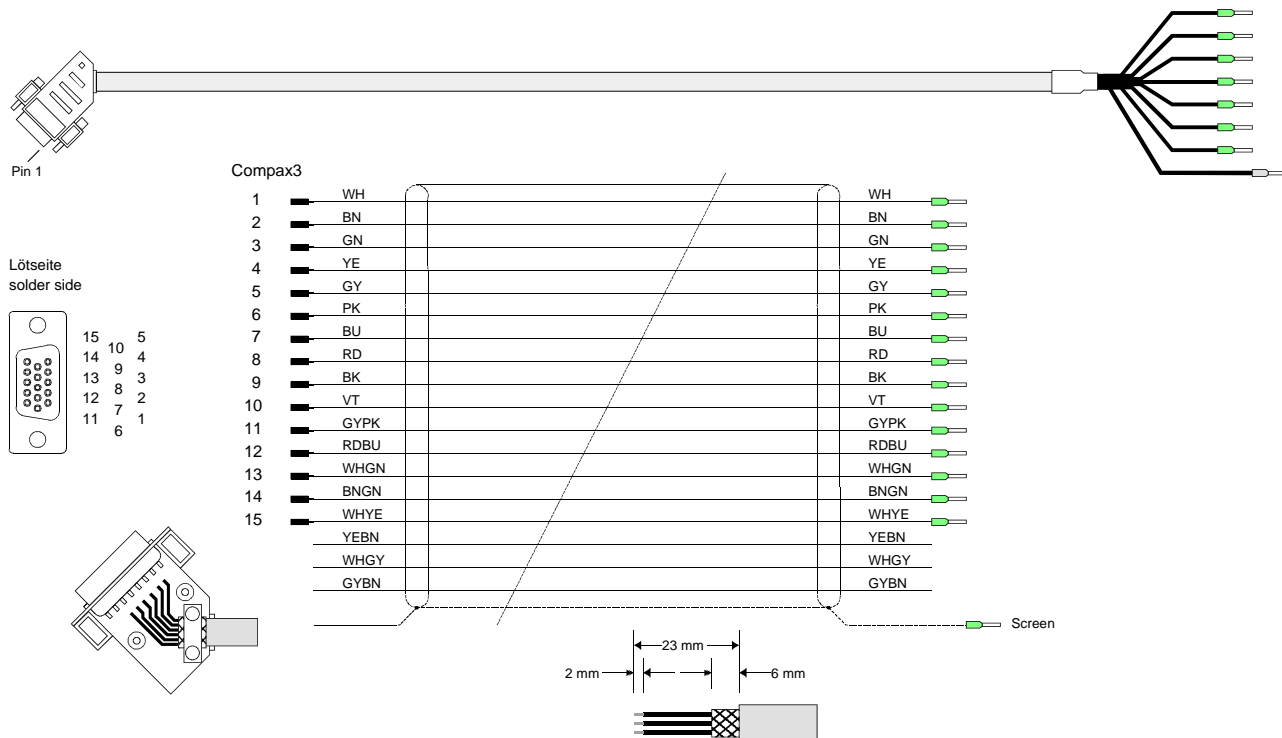 Pin 1
Compax3
1 WH WH
2 BN BN
3 GN GN
4 YE YE
5 GY GY
6 PK PK
7 BU BU
8 RD RD
9 BK BK
10 VT VT
11 GYPK GYPK
12 RDBU RDBU
13 WHGN WHGN
14 BNGN BNGN
15 WHYE WHYE
YEBN YEBN
WHGY WHGY
GYBN GYBN
Screen
Lötseite
solder side
15 5
10
14 4
9
13 3
8
12 2
7
11 1
6
23 mm
2 mm 6 mm